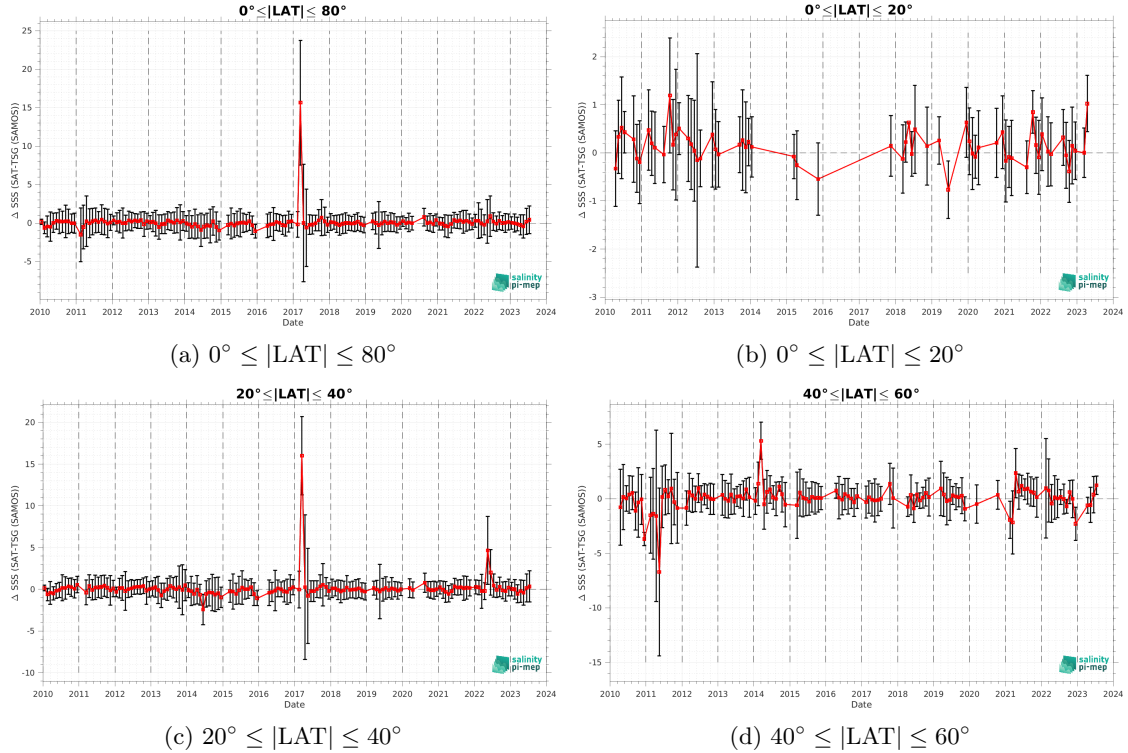 0°≤|LAT|≤ 80°
Δ SSS (SAT-TSG (SAMOS))
25
20
15
10
5
0
-5
2010 2011 2012 2013 2014 2015 2016 2017 2018 2019 2020 2021 2022 2023 2024
Date
salinity
pi-mep
(a) 0° ≤ |LAT| ≤ 80°
0°≤|LAT|≤ 20°
Δ SSS (SAT-TSG (SAMOS))
2
1
0
-1
-2
-3
2010 2011 2012 2013 2014 2015 2016 2017 2018 2019 2020 2021 2022 2023 2024
Date
salinity
pi-mep
(b) 0° ≤ |LAT| ≤ 20°
20°≤|LAT|≤ 40°
Δ SSS (SAT-TSG (SAMOS))
20
15
10
5
0
-5
-10
2010 2011 2012 2013 2014 2015 2016 2017 2018 2019 2020 2021 2022 2023 2024
Date
salinity
pi-mep
(c) 20° ≤ |LAT| ≤ 40°
40°≤|LAT|≤ 60°
Δ SSS (SAT-TSG (SAMOS))
5
0
-5
-10
-15
2010 2011 2012 2013 2014 2015 2016 2017 2018 2019 2020 2021 2022 2023 2024
Date
salinity
pi-mep
(d) 40° ≤ |LAT| ≤ 60°